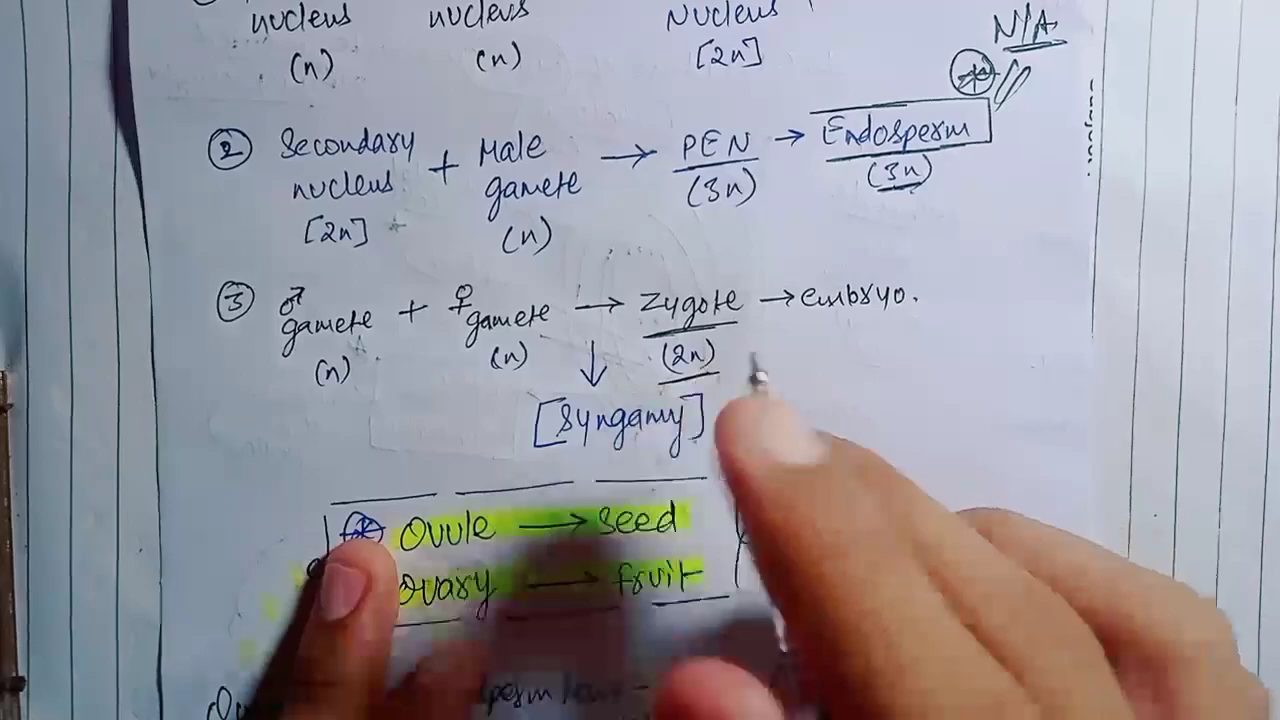 nucleus nucleus Nucleus
(n) (n) [2n]
N/A
② Secondary nucleus [2n] + Male gamete (n) → PEN (3n) → Endosperm (3n)
③ ♂ gamete (n) + ♀ gamete (n) → Zygote (2n) → embryo.
↓
[Syngamy]
Ovule → Seed
Ovary → fruit